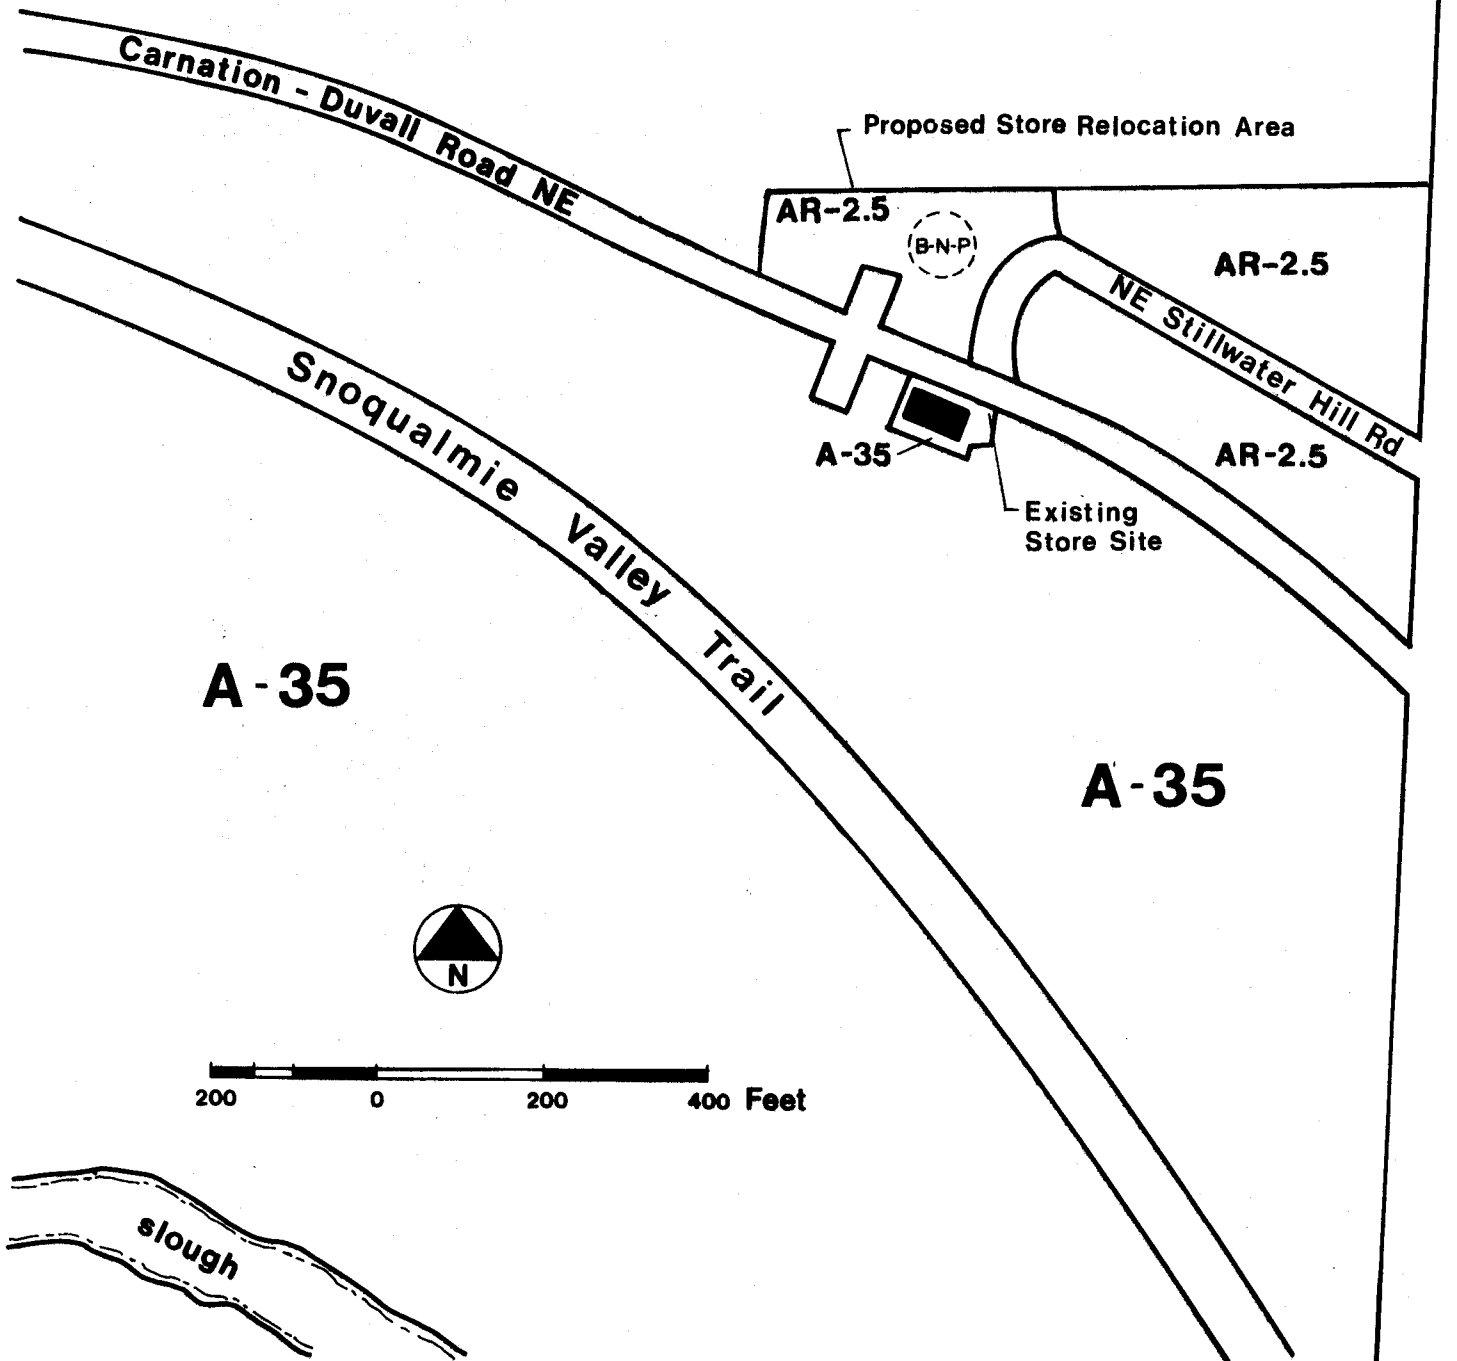 Carnation - Duvall Road NE
Proposed Store Relocation Area
AR-2.5
B-N-P
AR-2.5
NE Stillwater Hill Rd
AR-2.5
A-35
Existing
Store Site
Snoqualmie Valley Trail
A-35
A-35
N
200 0 200 400 Feet
slough